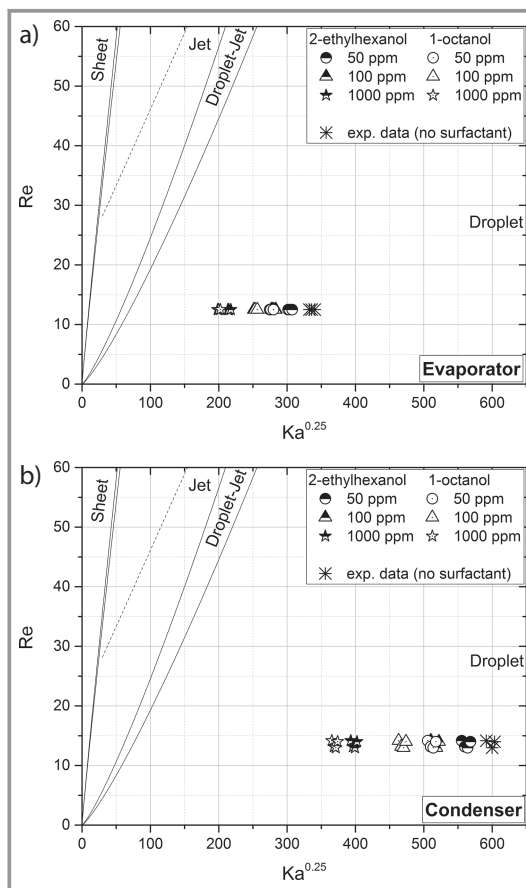 a)
60
50
40
30
20
10
0
Re
Sheet
Jet
Droplet-Jet
2-ethylhexanol 1-octanol
50 ppm 50 ppm
100 ppm 100 ppm
1000 ppm 1000 ppm
exp. data (no surfactant)
Droplet
Evaporator
0 100 200 300 400 500 600
Ka^0.25
b)
60
50
40
30
20
10
0
Re
Sheet
Jet
Droplet-Jet
2-ethylhexanol 1-octanol
50 ppm 50 ppm
100 ppm 100 ppm
1000 ppm 1000 ppm
exp. data (no surfactant)
Droplet
Condenser
0 100 200 300 400 500 600
Ka^0.25